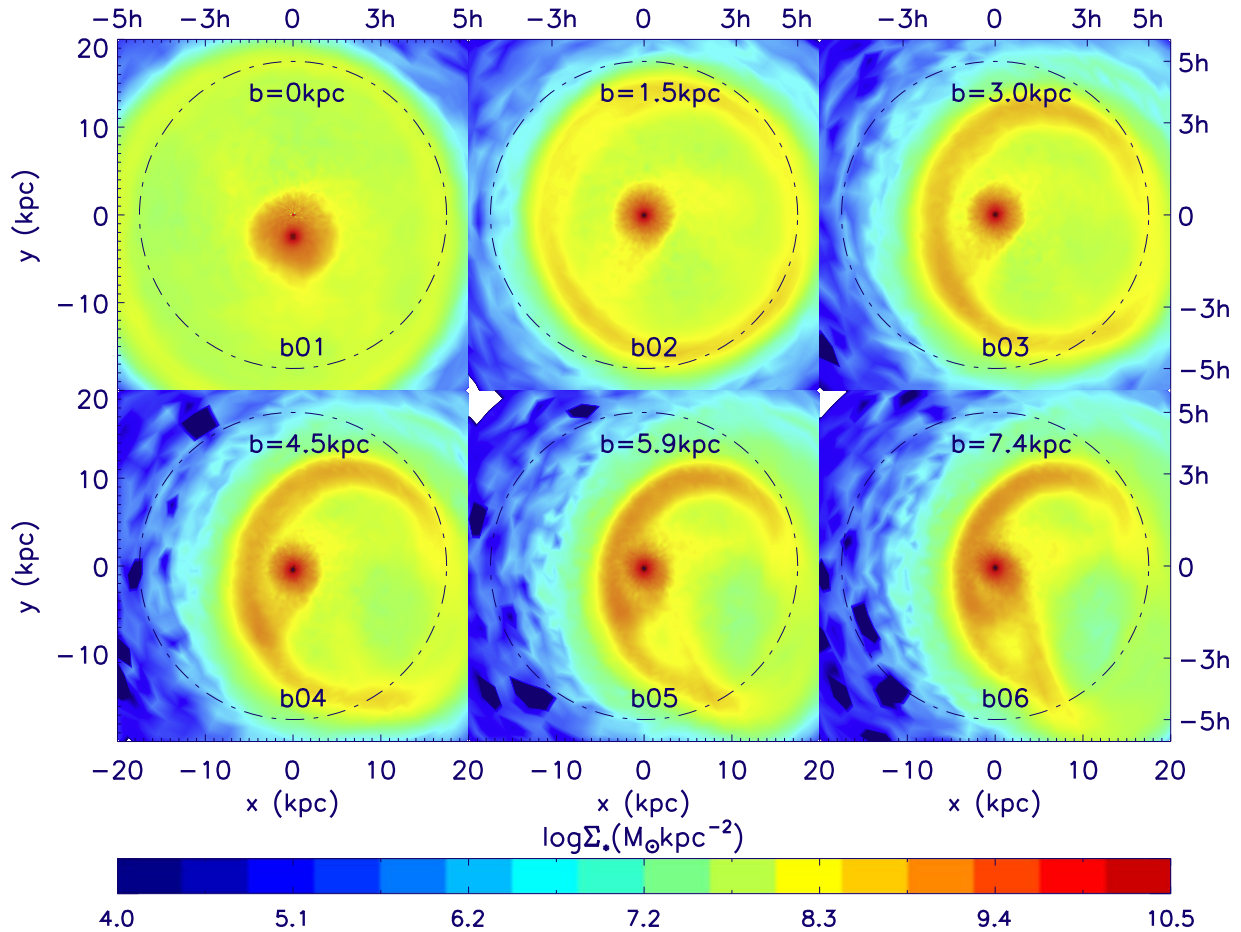 −5h −3h 0 3h −3h 0 3h −3h 0 3h 5h
20 b=0kpc b=1.5kpc b=3.0kpc 5h
10 3h
y (kpc) 0 0
−10 −3h
b01 b02 b03 −5h
20 b=4.5kpc b=5.9kpc b=7.4kpc 5h
10 3h
y (kpc) 0 0
−10 −3h
b04 b05 b06 −5h
−20 −10 0 10 20 −10 0 10 20 −10 0 10 20
x (kpc) x (kpc) x (kpc)
logΣ*(M⊙kpc⁻²)
4.0 5.1 6.2 7.2 8.3 9.4 10.5